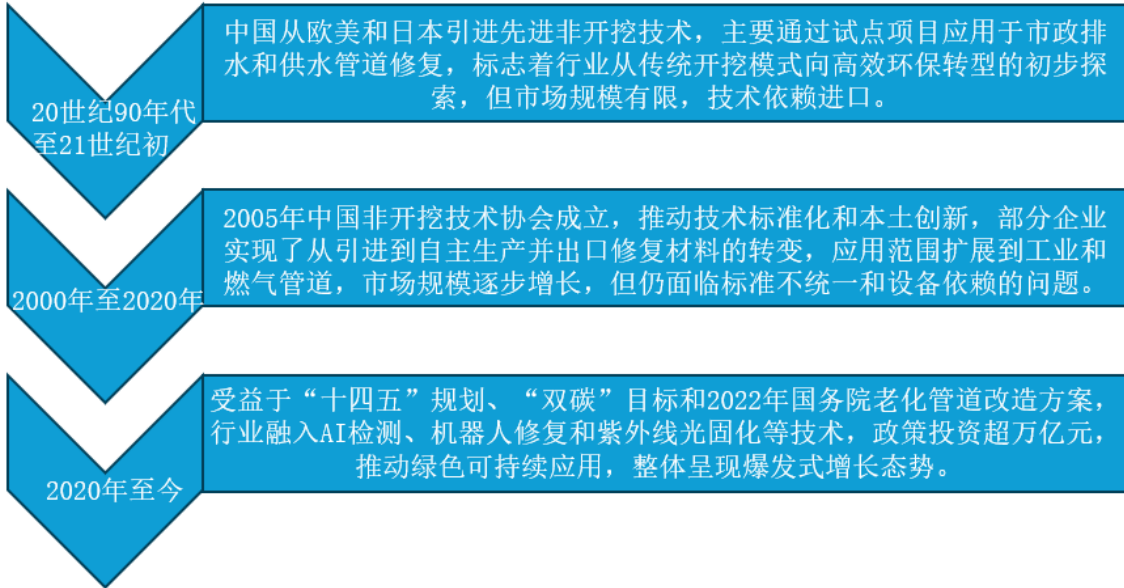 20世纪90年代
至21世纪初
中国从欧美和日本引进先进非开挖技术，主要通过试点项目应用于市政排
水和供水管道修复，标志着行业从传统开挖模式向高效环保转型的初步探
索，但市场规模有限，技术依赖进口。
2000年至2020年
2005年中国非开挖技术协会成立，推动技术标准化和本土创新，部分企业
实现了从引进到自主生产并出口修复材料的转变，应用范围扩展到工业和
燃气管道，市场规模逐步增长，但仍面临标准不统一和设备依赖的问题。
2020年至今
受益于“十四五”规划、“双碳”目标和2022年国务院老化管道改造方案，
行业融入AI检测、机器人修复和紫外线光固化等技术，政策投资超万亿元，
推动绿色可持续应用，整体呈现爆发式增长态势。